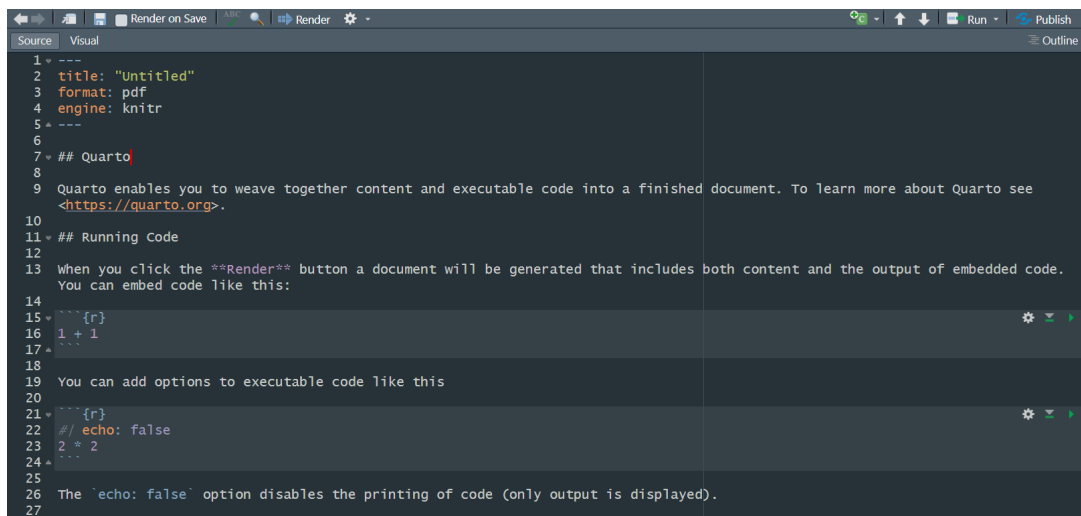 Render on Save ABC Render C Run Publish
Source Visual Outline
1 ---
2 title: "Untitled"
3 format: pdf
4 engine: knitr
5 ---
6
7 ## Quarto
8
9 Quarto enables you to weave together content and executable code into a finished document. To learn more about Quarto see
<https://quarto.org>.
10
11 ## Running Code
12
13 When you click the **Render** button a document will be generated that includes both content and the output of embedded code.
You can embed code like this:
14
15 ```{r}
16 1 + 1
17 ```
18
19 You can add options to executable code like this
20
21 ```{r}
22 #| echo: false
23 2 * 2
24 ```
25
26 The `echo: false` option disables the printing of code (only output is displayed).
27